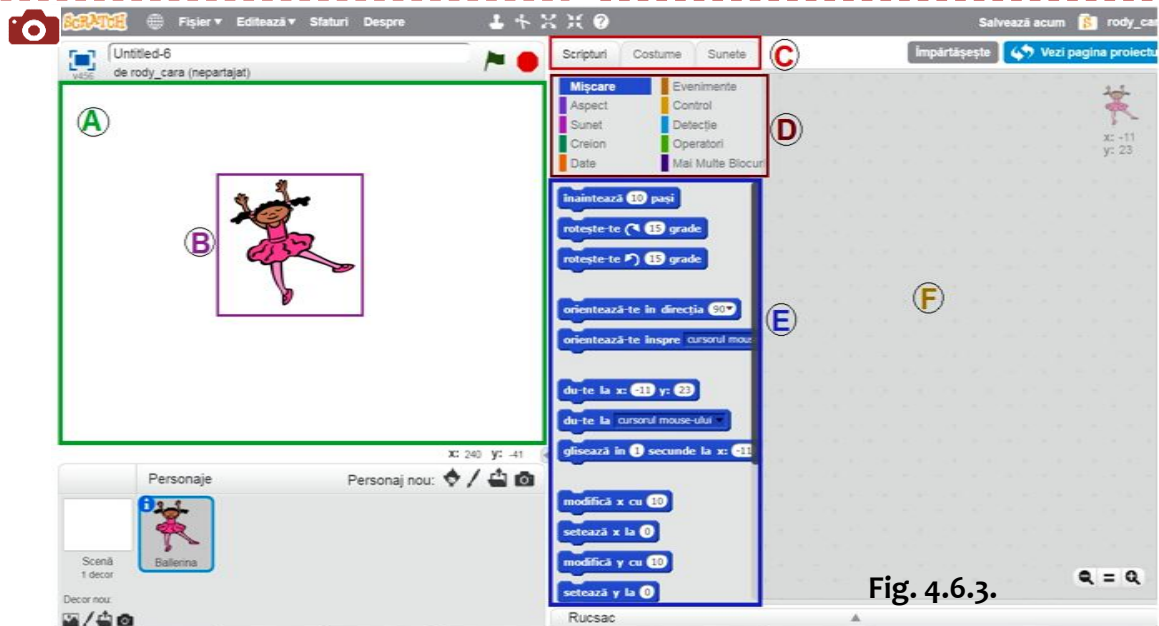 SCRATCH Fișier Editează Sfaturi Despre Salvează acum
Untitled-6
de rody_cara (nepartajat)
v456
Scripturi Costume Sunete
C
Împărtășește
A
Mișcare Evenimente
Aspect Control
Sunet Detecție
Creion Operatori
Date Mai Multe Blocuri
D
x: -11
y: 23
B
înaintează 10 pași
rotește-te 15 grade
rotește-te 15 grade
orientează-te în direcția 90
orientează-te înspre cursorul
E
F
du-te la x: -11 y: 23
du-te la cursorul mouse-ului
glisează în 1 secunde la x: -11
modifică x cu 10
setează x la 0
modifică y cu 10
setează y la 0
X: 240 y: -41
Personaje Personaj nou:
Scenă
1 decor
Ballerina
Decor nou:
Fig. 4.6.3.
Rucsac